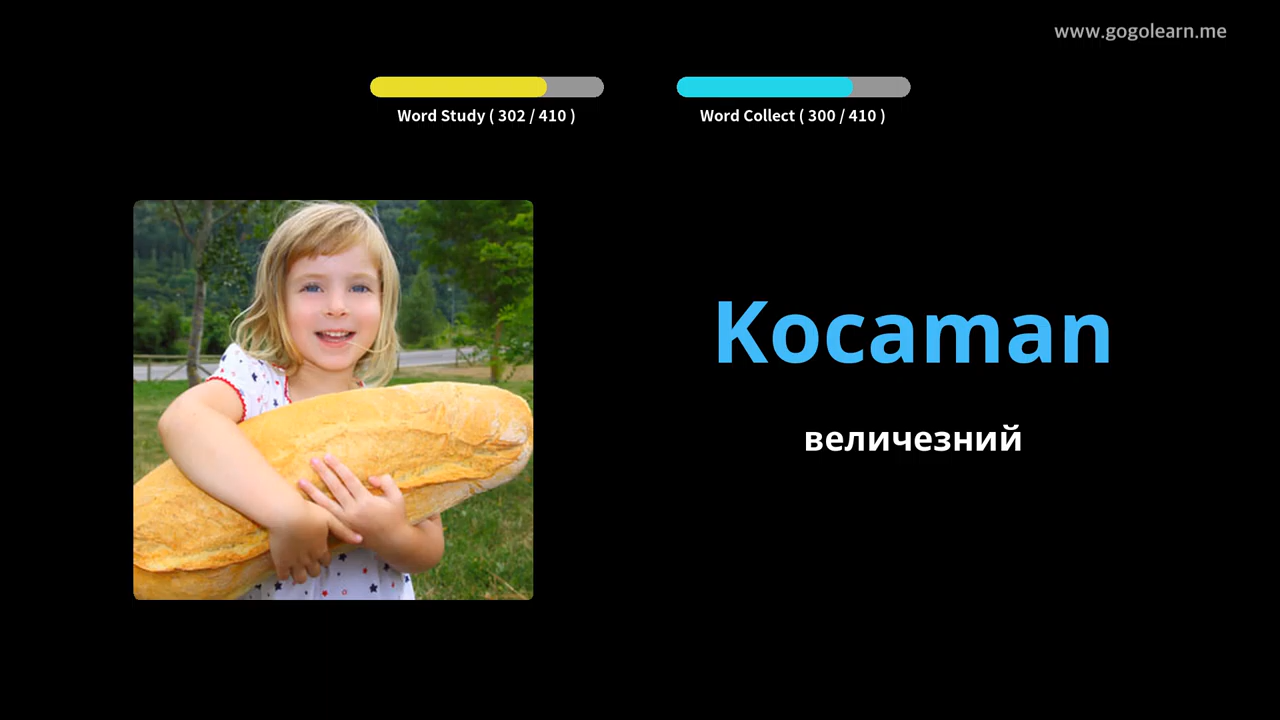 www.gogolearn.me
Word Study ( 302 / 410 )
Word Collect ( 300 / 410 )
Kocaman
величезний